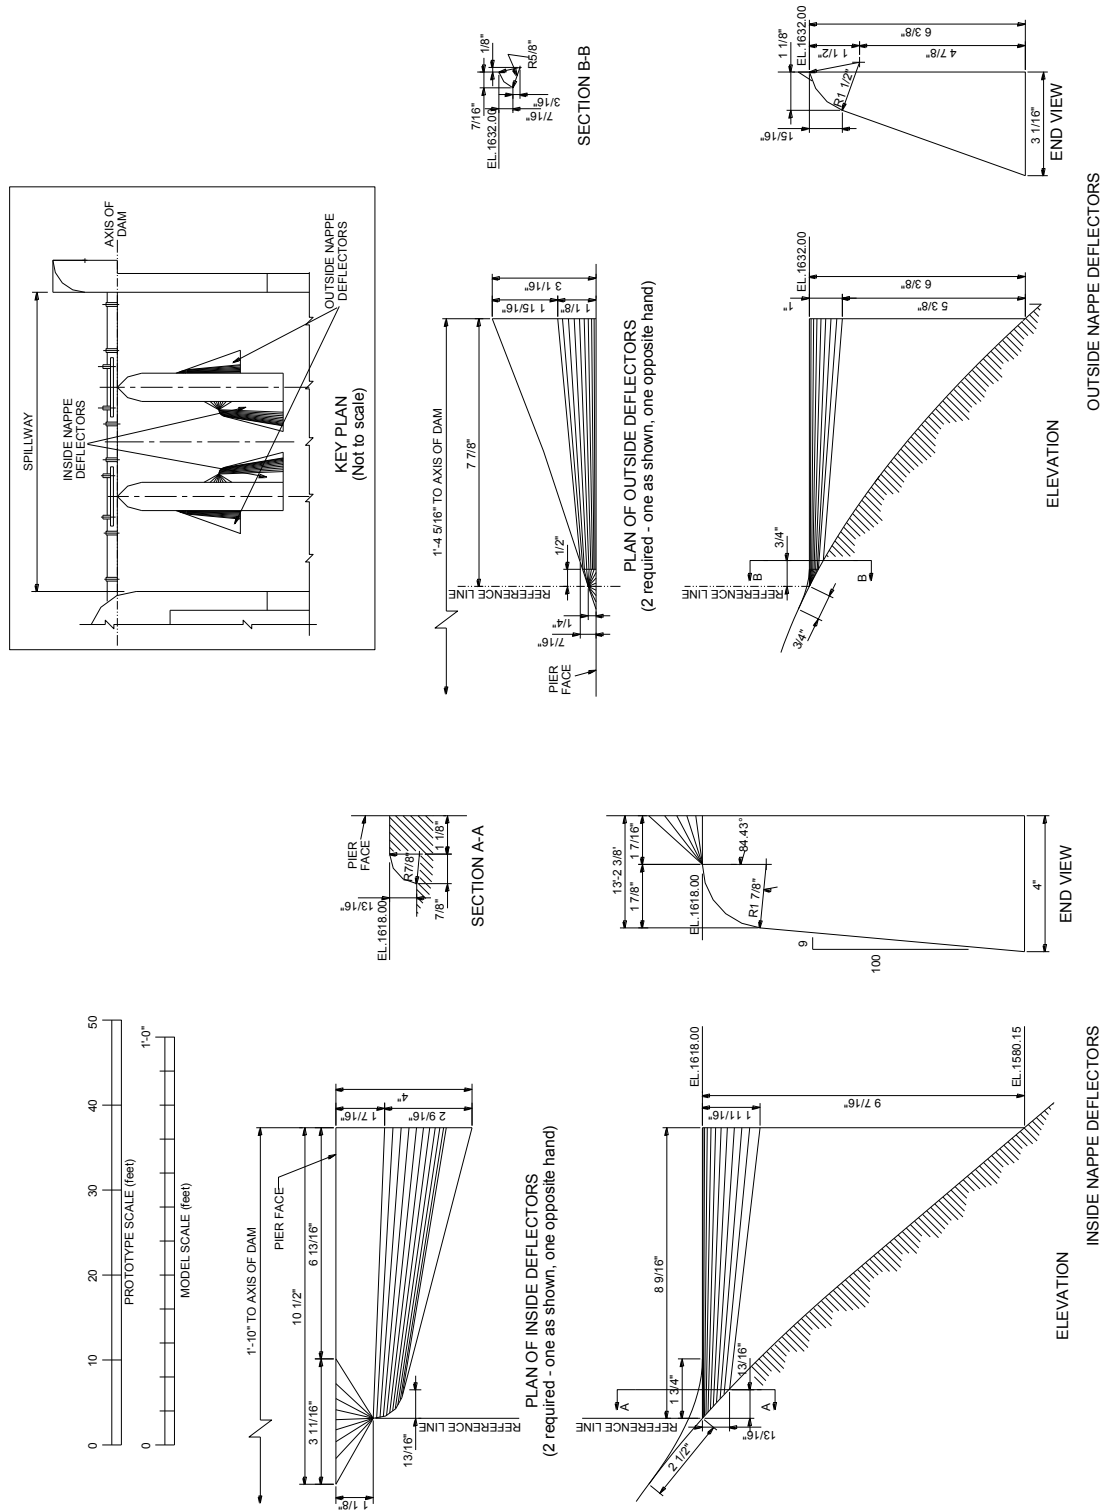 0
10
20
30
40
50
PROTOTYPE SCALE (feet)
0
1'-0"
MODEL SCALE (feet)
SPILLWAY
AXIS OF
DAM
INSIDE NAPPE
DEFLECTORS
OUTSIDE NAPPE
DEFLECTORS
KEY PLAN
(Not to scale)
1'-10" TO AXIS OF DAM
PIER FACE
10 1/2"
3 11/16"
6 13/16"
1 1/8"
13/16"
1 7/16"
2 9/16"
4"
REFERENCE LINE
PLAN OF INSIDE DEFLECTORS
(2 required - one as shown, one opposite hand)
PIER
FACE
EL.1618.00
13/16"
R7/8"
7/8"
1 1/8"
SECTION A-A
1'-4 5/16" TO AXIS OF DAM
7 7/8"
1/2"
1/4"
7/16"
PIER
FACE
1 15/16"
1 1/8"
3 1/16"
REFERENCE LINE
PLAN OF OUTSIDE DEFLECTORS
(2 required - one as shown, one opposite hand)
7/16"
1/8"
EL.1632.00
R5/8"
3/16"
7/16"
SECTION B-B
REFERENCE LINE
8 9/16"
1 3/4"
13/16"
13/16"
2 1/2"
A
A
EL.1618.00
1 11/16"
9 7/16"
EL.1580.15
ELEVATION
13'-2 3/8'
1 7/8"
1 7/16"
EL.1618.00
84.43°
R1 7/8"
9
100
4"
END VIEW
INSIDE NAPPE DEFLECTORS
REFERENCE LINE
3/4"
3/4"
B
B
EL.1632.00
1"
5 3/8"
6 3/8"
ELEVATION
1 1/8"
EL.1632.00
15/16"
R1 1/2"
1 1/2"
4 7/8"
6 3/8"
3 1/16"
END VIEW
OUTSIDE NAPPE DEFLECTORS